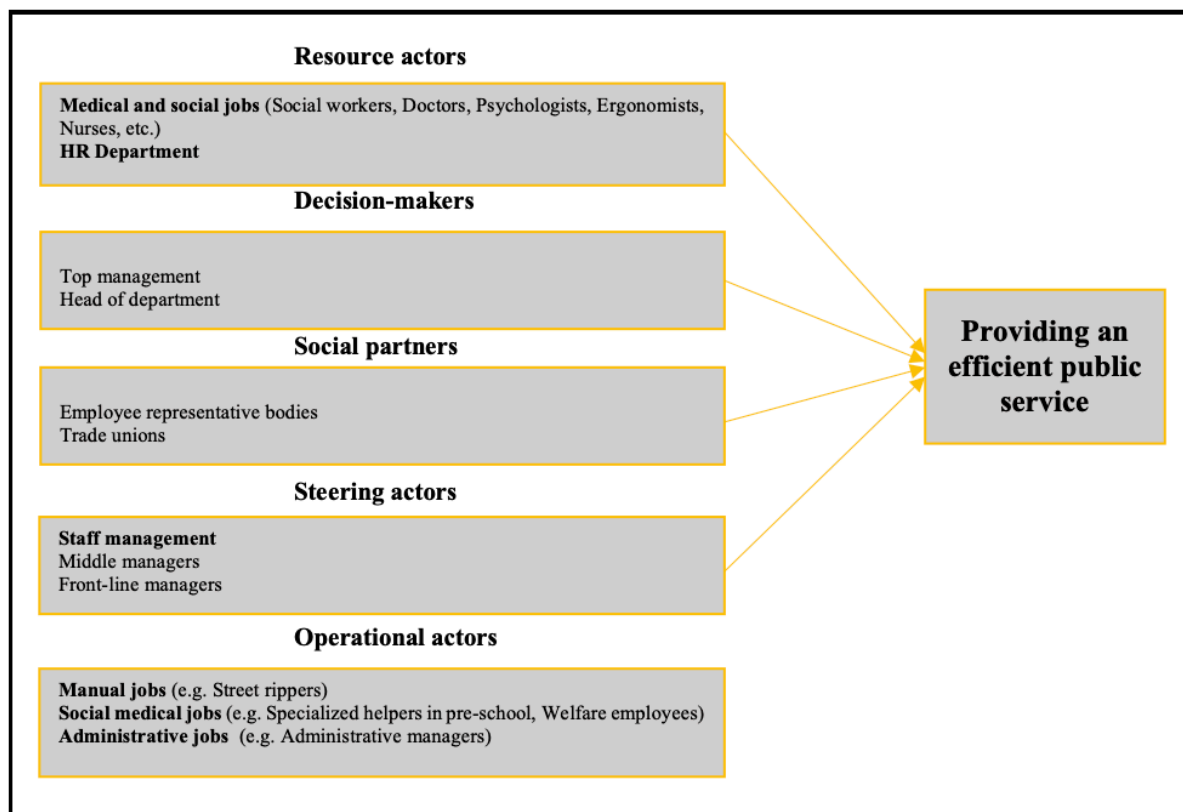 Resource actors
Medical and social jobs (Social workers, Doctors, Psychologists, Ergonomists,
Nurses, etc.)
HR Department
Decision-makers
Top management
Head of department
Social partners
Employee representative bodies
Trade unions
Steering actors
Staff management
Middle managers
Front-line managers
Operational actors
Manual jobs (e.g. Street rippers)
Social medical jobs (e.g. Specialized helpers in pre-school, Welfare employees)
Administrative jobs (e.g. Administrative managers)
Providing an
efficient public
service